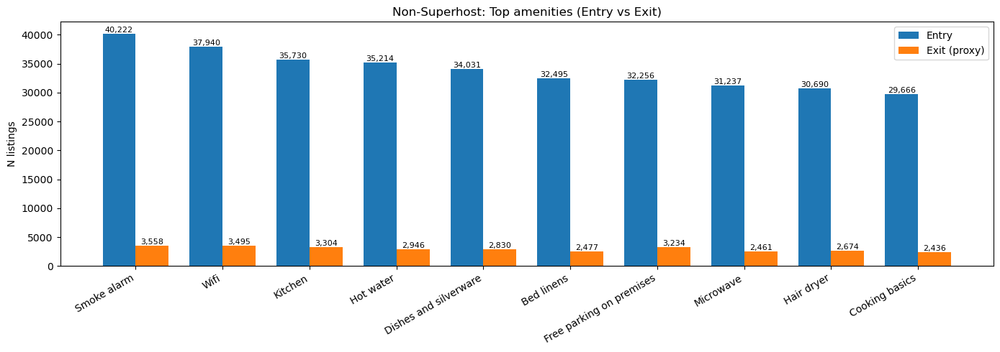 Non-Superhost: Top amenities (Entry vs Exit)
Entry
Exit (proxy)
N listings
40000
35000
30000
25000
20000
15000
10000
5000
0
40,222
3,558
37,940
3,495
35,730
3,304
35,214
2,946
34,031
2,830
32,495
2,477
32,256
3,234
31,237
2,461
30,690
2,674
29,666
2,436
Smoke alarm
Wifi
Kitchen
Hot water
Dishes and silverware
Bed linens
Free parking on premises
Microwave
Hair dryer
Cooking basics